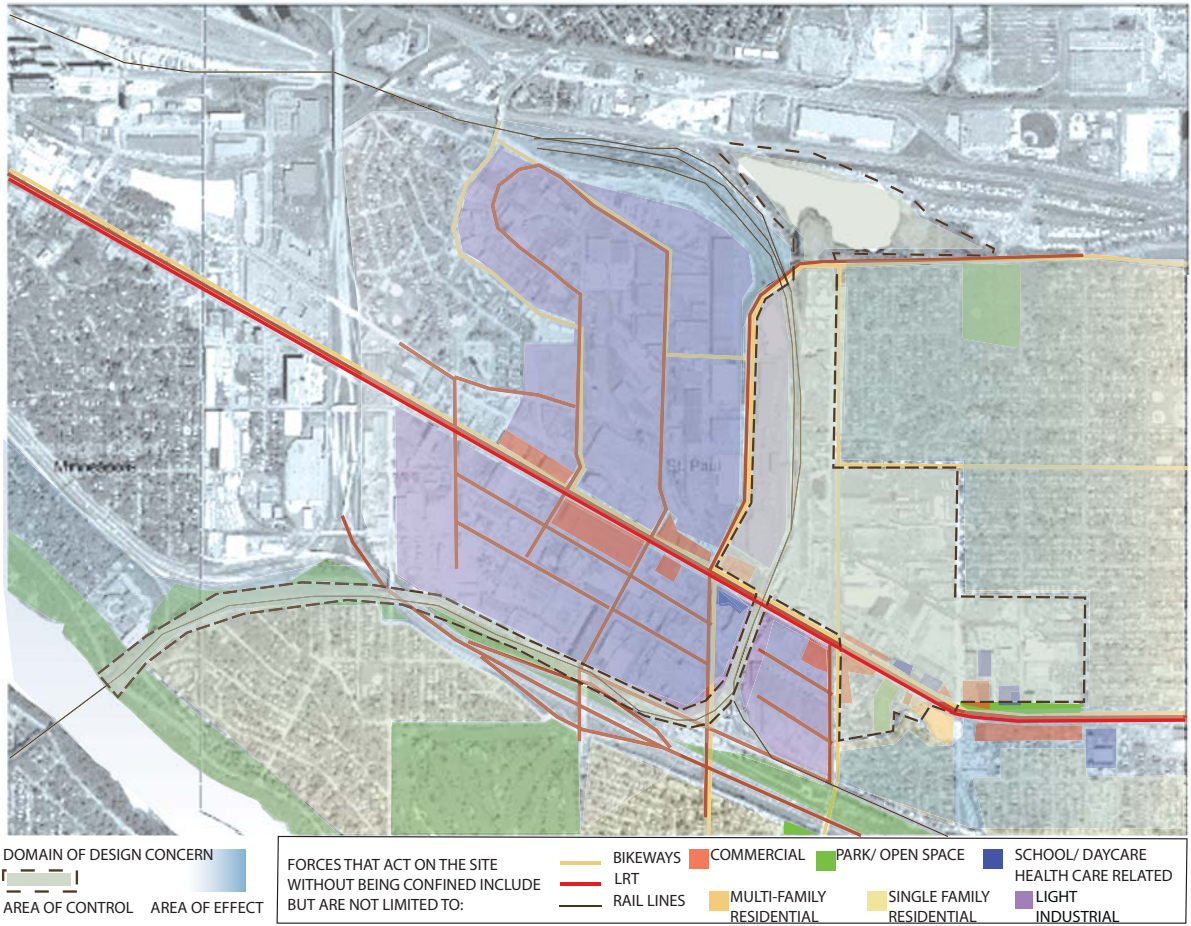 Minneapolis
St. Paul
DOMAIN OF DESIGN CONCERN
AREA OF CONTROL
AREA OF EFFECT
FORCES THAT ACT ON THE SITE
WITHOUT BEING CONFINED INCLUDE
BUT ARE NOT LIMITED TO:
BIKEWAYS
LRT
RAIL LINES
COMMERCIAL
MULTI-FAMILY
RESIDENTIAL
PARK/ OPEN SPACE
SINGLE FAMILY
RESIDENTIAL
SCHOOL/ DAYCARE
HEALTH CARE RELATED
LIGHT
INDUSTRIAL